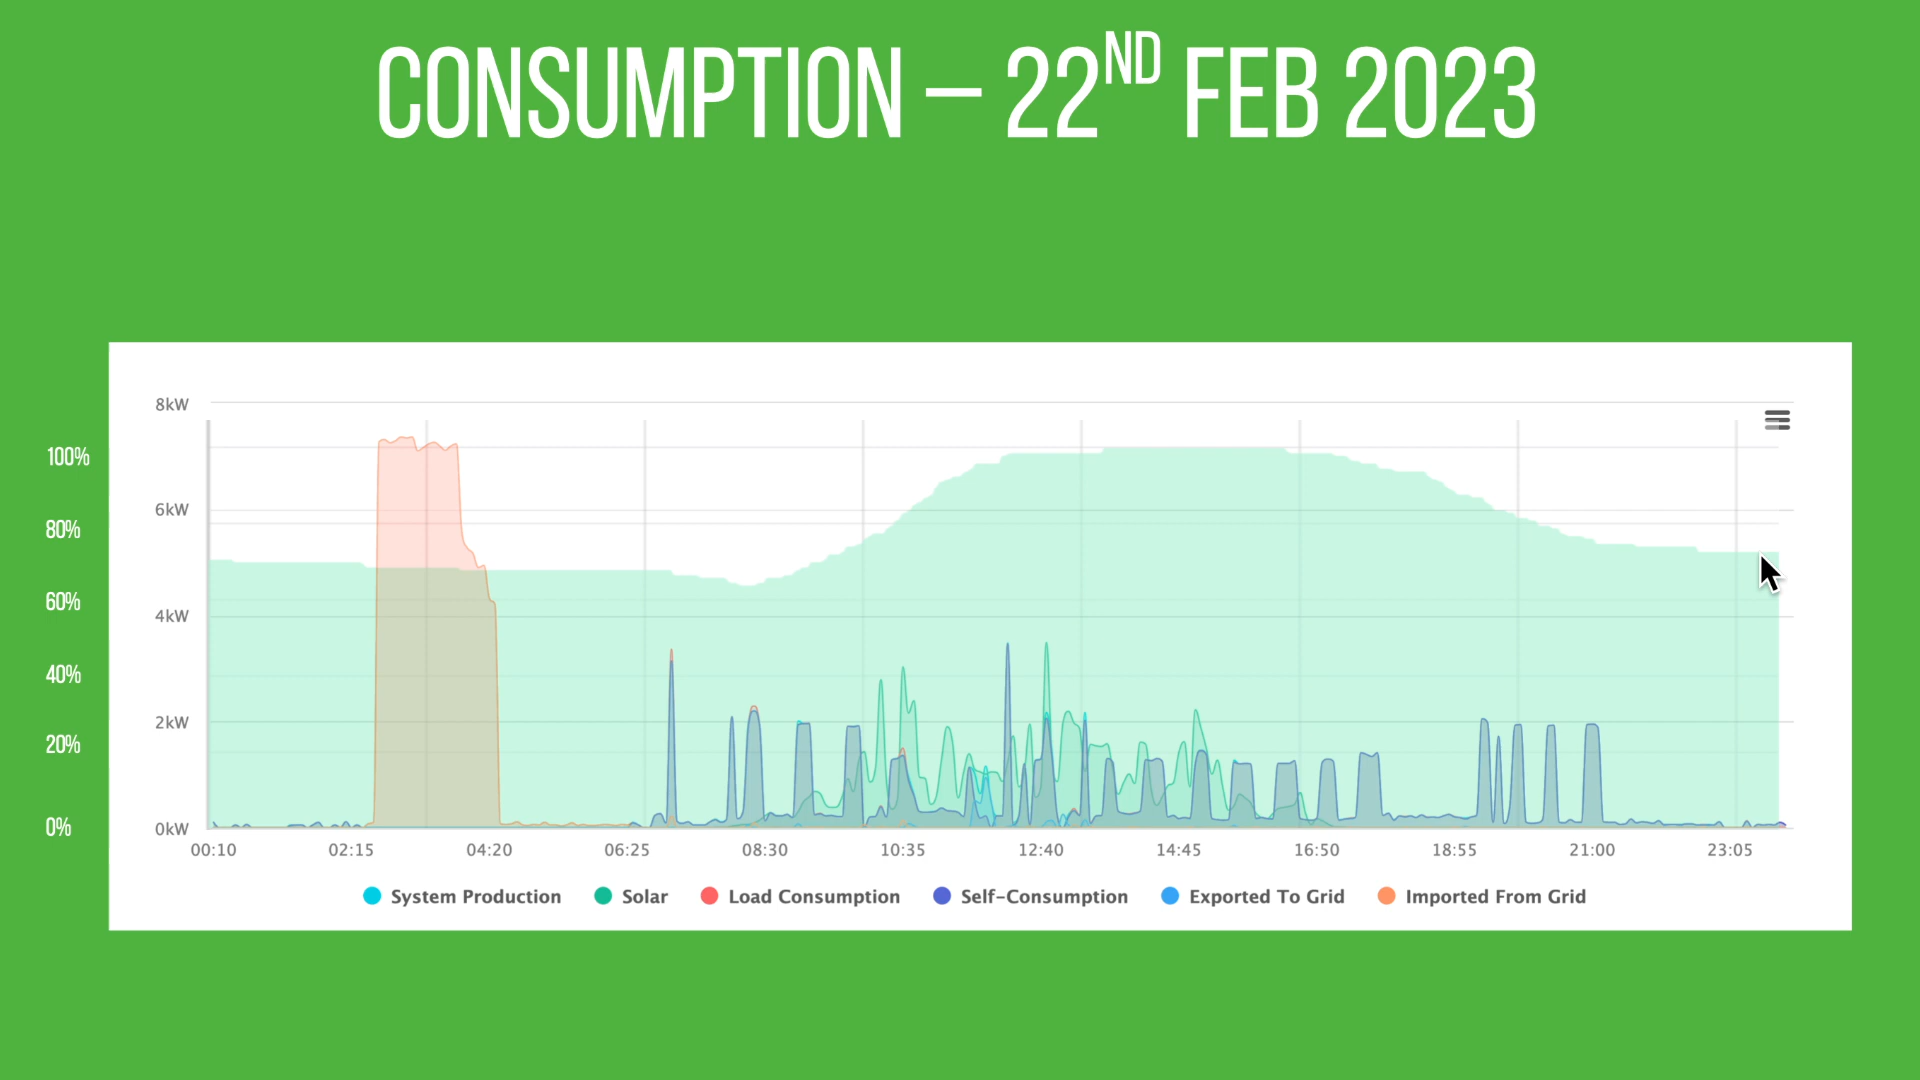 CONSUMPTION – 22ND FEB 2023
8kW
100%
6kW
80%
60%
4kW
40%
2kW
20%
0%
0kW
00:10 02:15 04:20 06:25 08:30 10:35 12:40 14:45 16:50 18:55 21:00 23:05
System Production Solar Load Consumption Self-Consumption Exported To Grid Imported From Grid